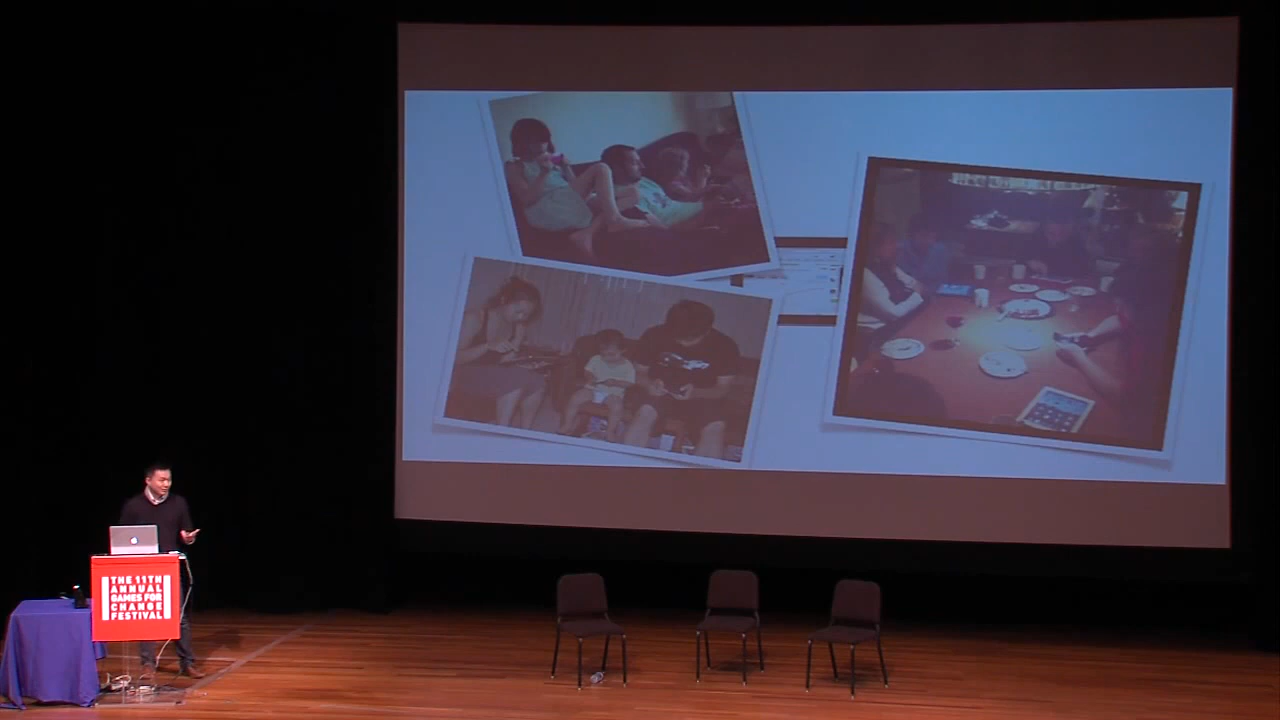 THE 11TH
ANNUAL
GAMES FOR
CHANGE
FESTIVAL